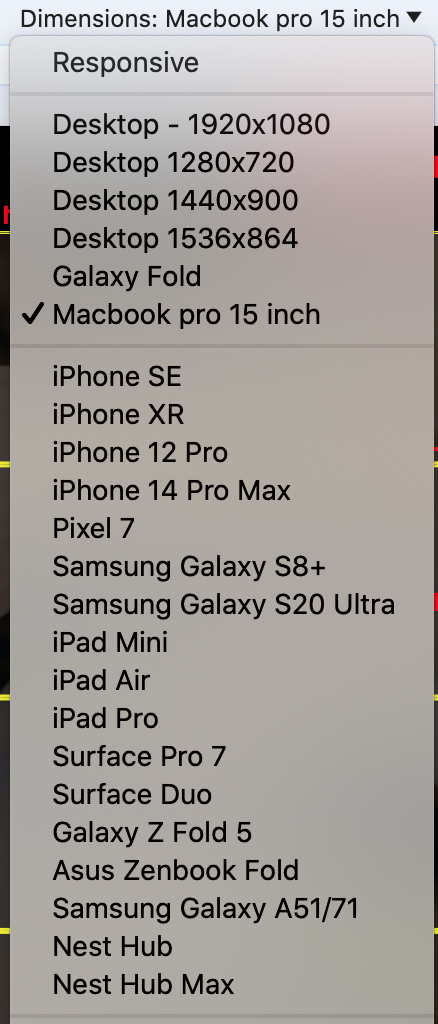 Dimensions: Macbook pro 15 inch ▼
Responsive
Desktop - 1920x1080
Desktop 1280x720
Desktop 1440x900
Desktop 1536x864
Galaxy Fold
✓ Macbook pro 15 inch
iPhone SE
iPhone XR
iPhone 12 Pro
iPhone 14 Pro Max
Pixel 7
Samsung Galaxy S8+
Samsung Galaxy S20 Ultra
iPad Mini
iPad Air
iPad Pro
Surface Pro 7
Surface Duo
Galaxy Z Fold 5
Asus Zenbook Fold
Samsung Galaxy A51/71
Nest Hub
Nest Hub Max